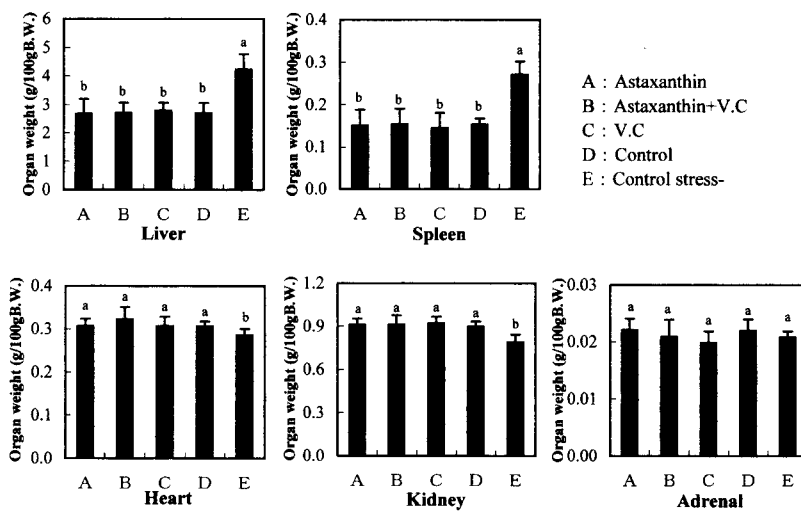 Organ weight (g/100gB.W.)
6
5
4
3
2
1
0
b b b b a
A B C D E
Liver
Organ weight (g/100gB.W.)
0.4
0.3
0.2
0.1
0.0
b b b b a
A B C D E
Spleen
A : Astaxanthin
B : Astaxanthin+V.C
C : V.C
D : Control
E : Control stress-
Organ weight (g/100gB.W.)
0.4
0.3
0.2
0.1
0.0
a a a a b
A B C D E
Heart
Organ weight (g/100gB.W.)
1.2
0.9
0.6
0.3
0.0
a a a a b
A B C D E
Kidney
Organ weight (g/100gB.W.)
0.03
0.02
0.01
0.00
a a a a a
A B C D E
Adrenal